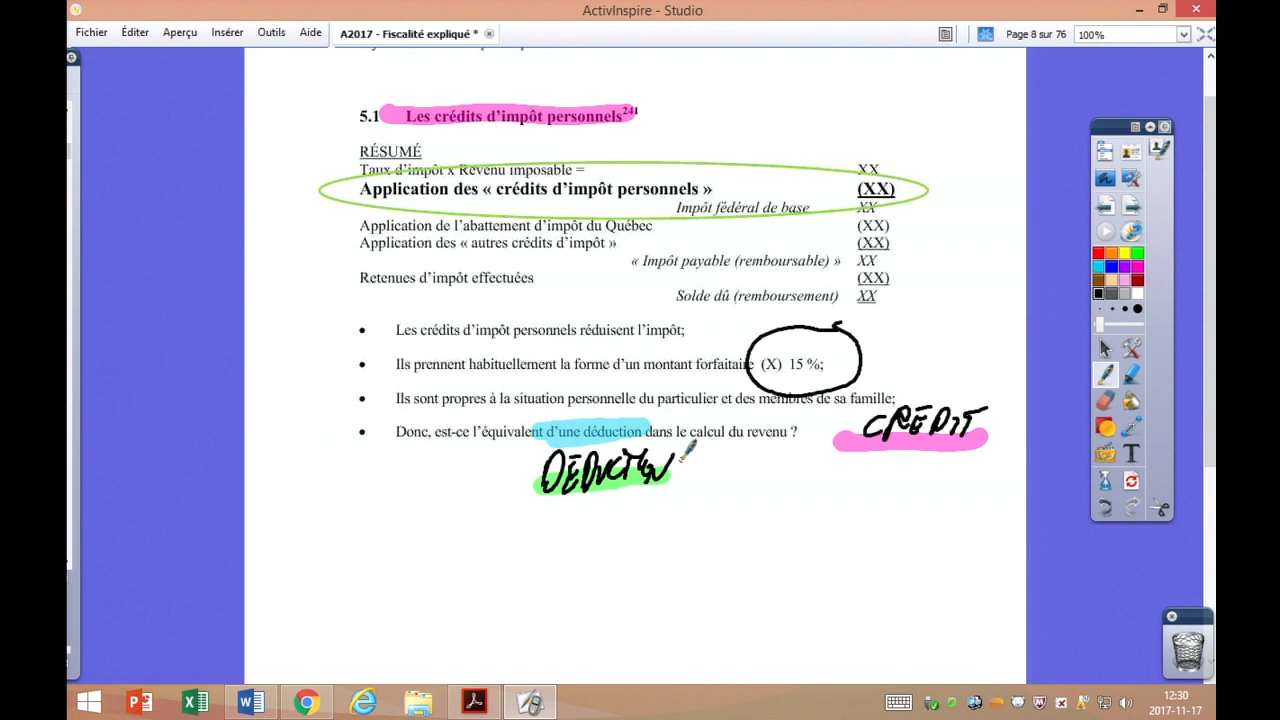 ActivInspire - Studio
Fichier Éditer Aperçu Insérer Outils Aide A2017 - Fiscalité expliqué * Page 8 sur 76 100%
5.1 Les crédits d'impôt personnels241
RÉSUMÉ
Taux d'impôt x Revenu imposable = XX
Application des « crédits d'impôt personnels » (XX)
Impôt fédéral de base XX
Application de l'abattement d'impôt du Québec (XX)
Application des « autres crédits d'impôt » (XX)
« Impôt payable (remboursable) » XX
Retenues d'impôt effectuées (XX)
Solde dû (remboursement) XX
• Les crédits d'impôt personnels réduisent l'impôt;
• Ils prennent habituellement la forme d'un montant forfaitaire (X) 15 %;
• Ils sont propres à la situation personnelle du particulier et des membres de sa famille;
CREDIT
• Donc, est-ce l'équivalent d'une déduction dans le calcul du revenu ?
DÉDUCTION
12:30
2017-11-17